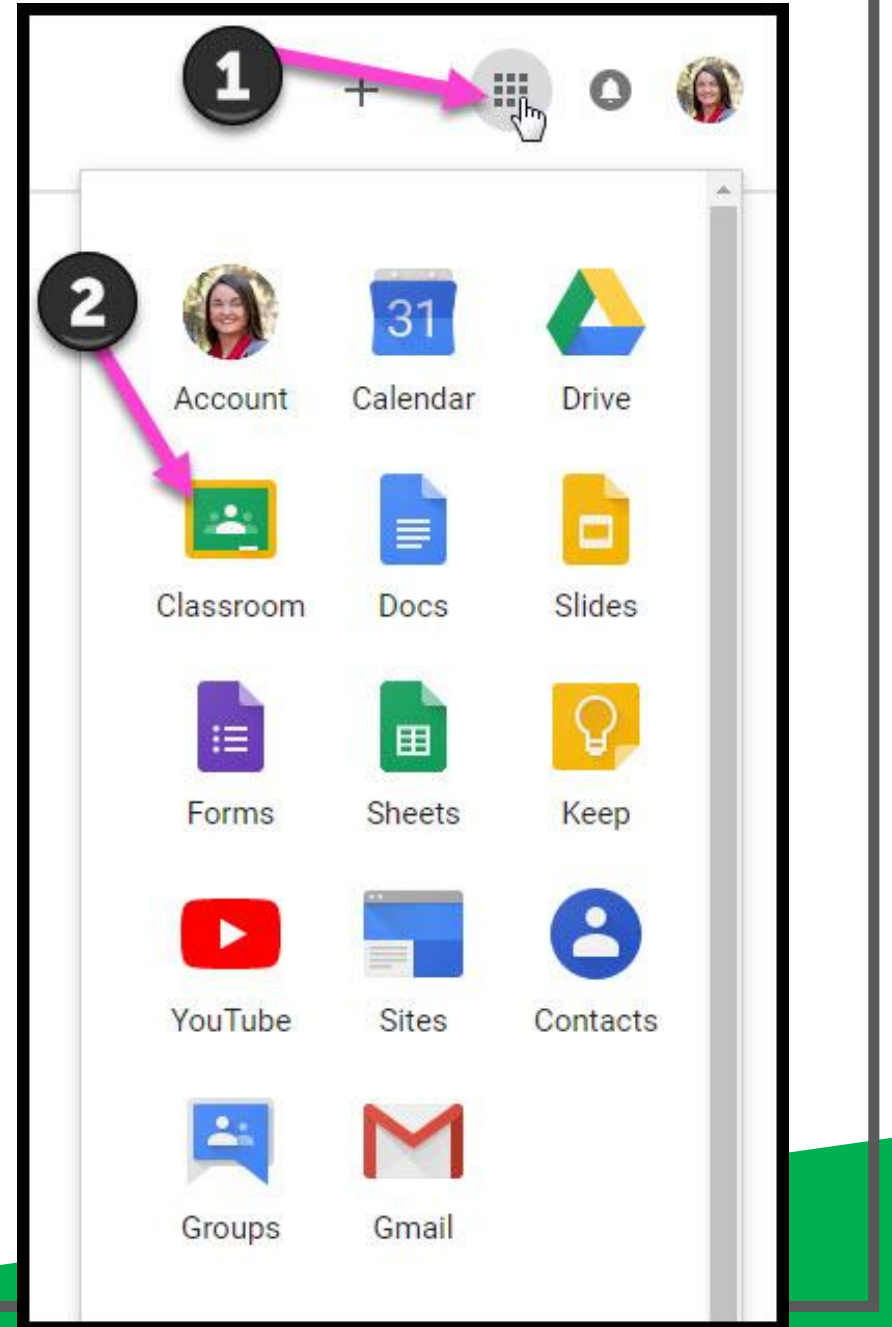 1
2
31
Account Calendar Drive
Classroom Docs Slides
Forms Sheets Keep
YouTube Sites Contacts
Groups Gmail